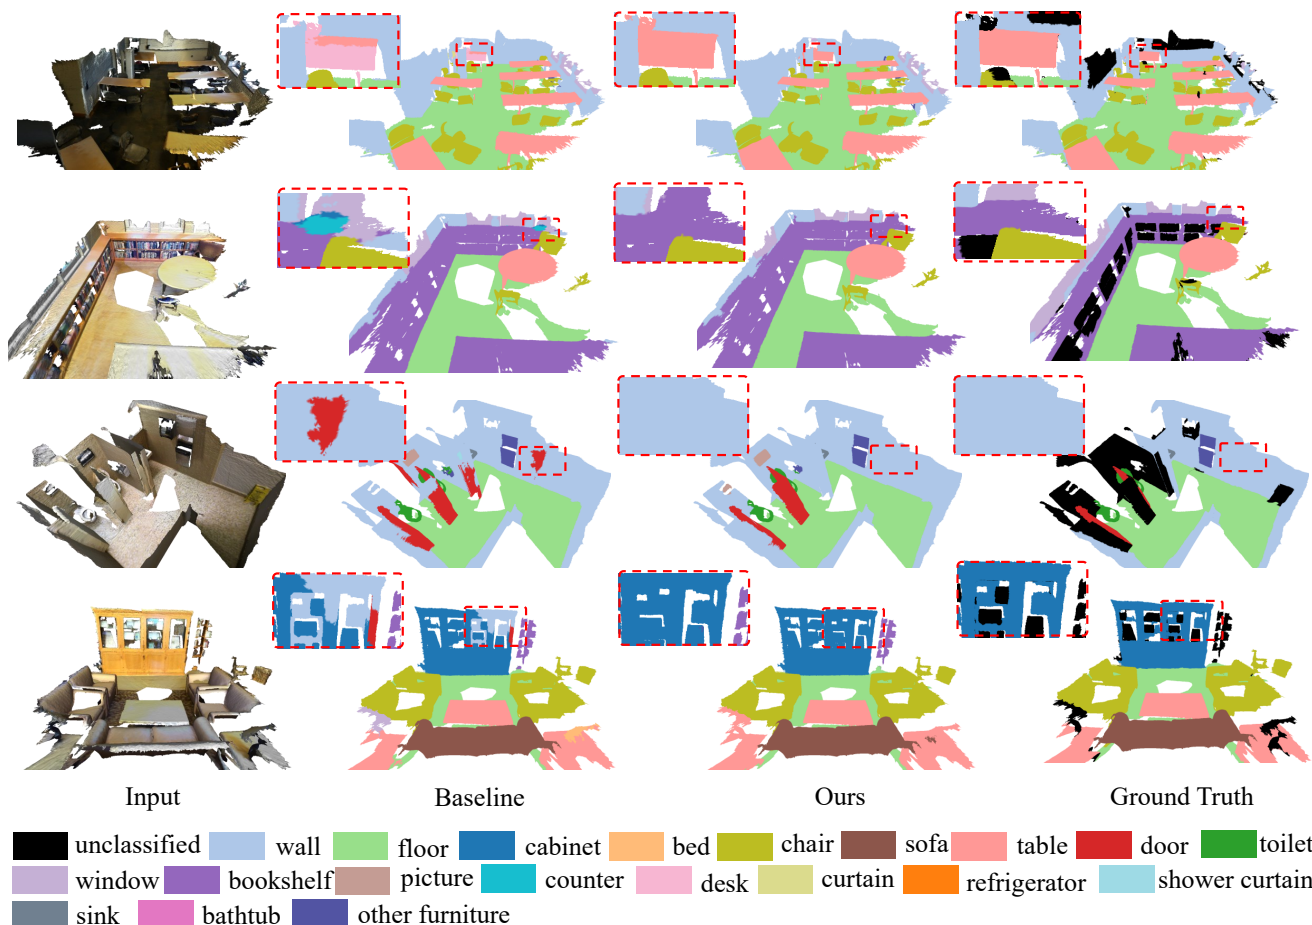 Input Baseline Ours Ground Truth
unclassified wall floor cabinet bed chair sofa table door toilet
window bookshelf picture counter desk curtain refrigerator shower curtain
sink bathtub other furniture